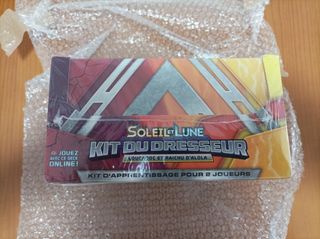 SOLEIL ET LUNE
KIT DU DRESSEUR
LOUGAROC ET RAICHU D'ALOLA
JOUEZ
AVEC CE DECK
ONLINE!
KIT D'APPRENTISSAGE POUR 2 JOUEURS